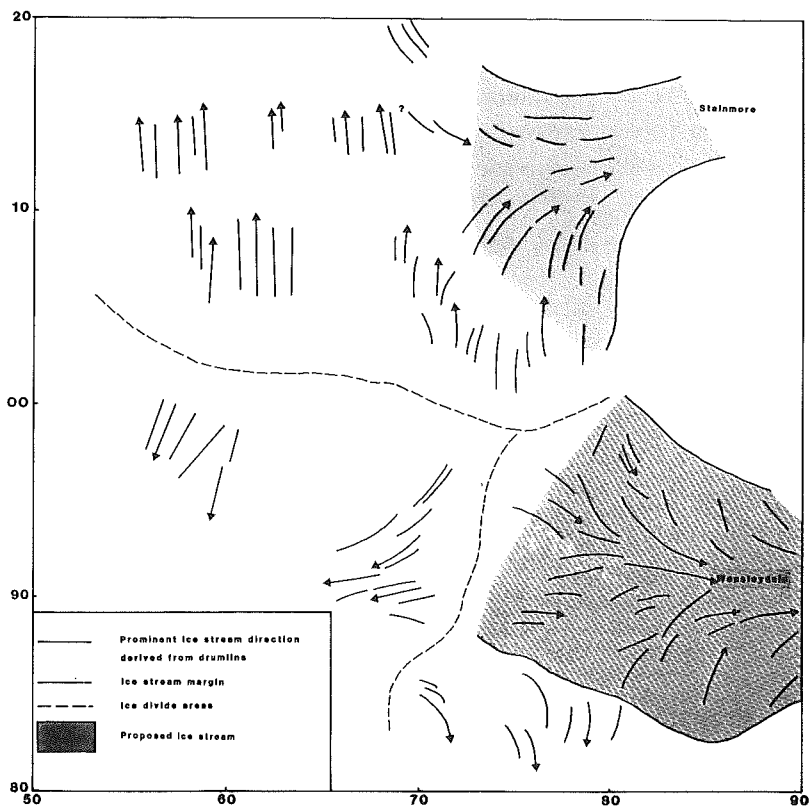 20
?
Stainmore
10
00
Wensleydale
90
Prominent ice stream direction
derived from drumlins
Ice stream margin
Ice divide areas
Proposed ice stream
80
50 60 70 80 90